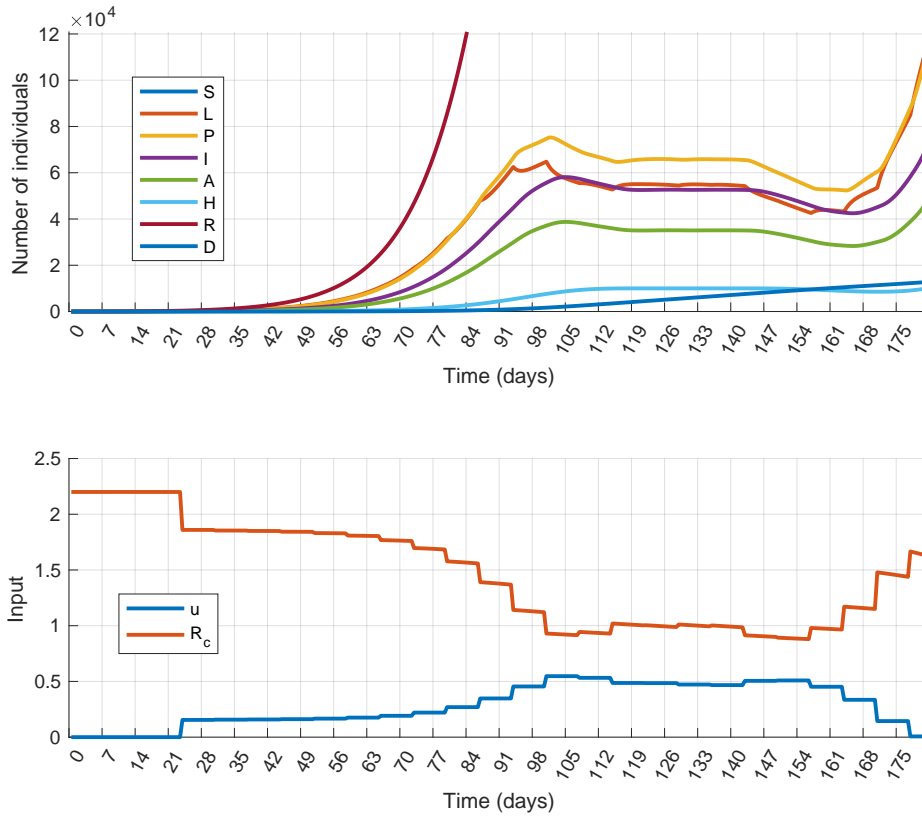 ×10⁴
12
10
8
6
4
2
0
Number of individuals
S
L
P
I
A
H
R
D
0 7 14 21 28 35 42 49 56 63 70 77 84 91 98 105 112 119 126 133 140 147 154 161 168 175
Time (days)
2.5
2
1.5
1
0.5
0
Input
u
R_c
0 7 14 21 28 35 42 49 56 63 70 77 84 91 98 105 112 119 126 133 140 147 154 161 168 175
Time (days)